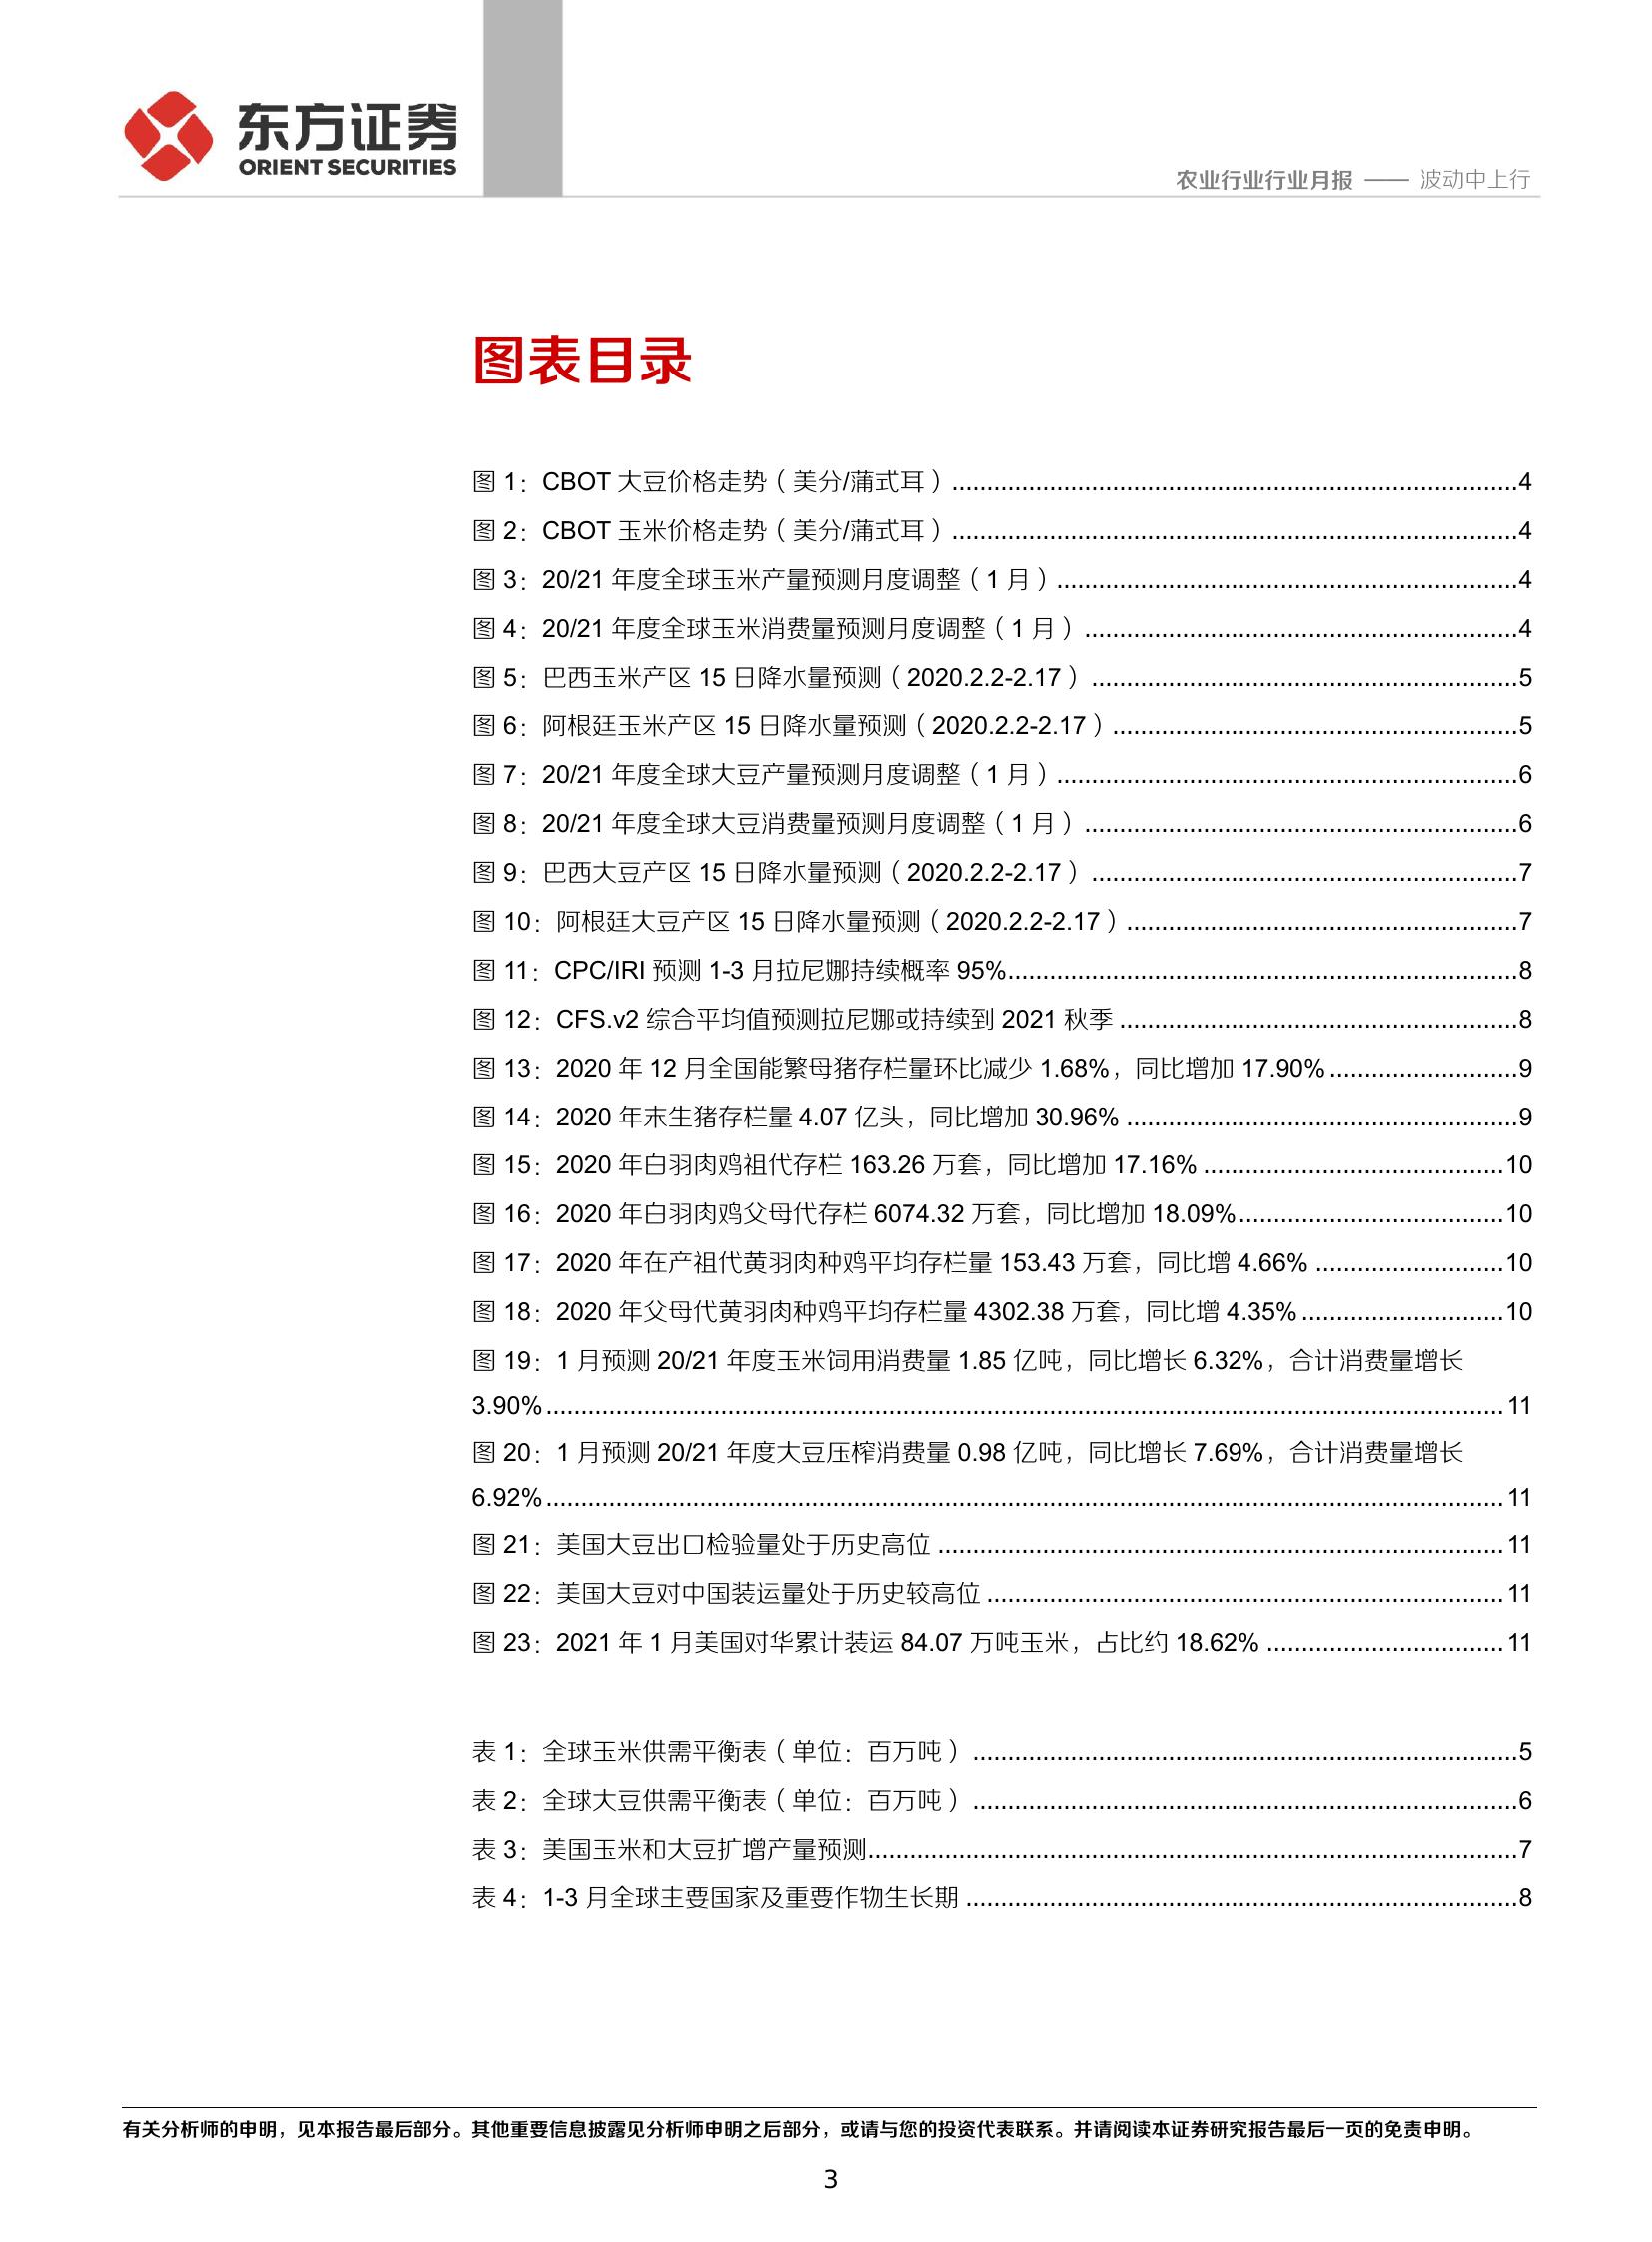 东方证券
ORIENT SECURITIES
农业行业行业月报 —— 波动中上行
图表目录
图 1：CBOT 大豆价格走势（美分/蒲式耳）....................4
图 2：CBOT 玉米价格走势（美分/蒲式耳）....................4
图 3：20/21 年度全球玉米产量预测月度调整（1 月）....................4
图 4：20/21 年度全球玉米消费量预测月度调整（1 月）....................4
图 5：巴西玉米产区 15 日降水量预测（2020.2.2-2.17）....................5
图 6：阿根廷玉米产区 15 日降水量预测（2020.2.2-2.17）....................5
图 7：20/21 年度全球大豆产量预测月度调整（1 月）....................6
图 8：20/21 年度全球大豆消费量预测月度调整（1 月）....................6
图 9：巴西大豆产区 15 日降水量预测（2020.2.2-2.17）....................7
图 10：阿根廷大豆产区 15 日降水量预测（2020.2.2-2.17）....................7
图 11：CPC/IRI 预测 1-3 月拉尼娜持续概率 95%....................8
图 12：CFS.v2 综合平均值预测拉尼娜或持续到 2021 秋季....................8
图 13：2020 年 12 月全国能繁母猪存栏量环比减少 1.68%，同比增加 17.90%....................9
图 14：2020 年末生猪存栏量 4.07 亿头，同比增加 30.96%....................9
图 15：2020 年白羽肉鸡祖代存栏 163.26 万套，同比增加 17.16%....................10
图 16：2020 年白羽肉鸡父母代存栏 6074.32 万套，同比增加 18.09%....................10
图 17：2020 年在产祖代黄羽肉种鸡平均存栏量 153.43 万套，同比增 4.66%....................10
图 18：2020 年父母代黄羽肉种鸡平均存栏量 4302.38 万套，同比增 4.35%....................10
图 19：1 月预测 20/21 年度玉米饲用消费量 1.85 亿吨，同比增长 6.32%，合计消费量增长
3.90%....................11
图 20：1 月预测 20/21 年度大豆压榨消费量 0.98 亿吨，同比增长 7.69%，合计消费量增长
6.92%....................11
图 21：美国大豆出口检验量处于历史高位....................11
图 22：美国大豆对中国装运量处于历史较高位....................11
图 23：2021 年 1 月美国对华累计装运 84.07 万吨玉米，占比约 18.62%....................11
表 1：全球玉米供需平衡表（单位：百万吨）....................5
表 2：全球大豆供需平衡表（单位：百万吨）....................6
表 3：美国玉米和大豆扩增产量预测....................7
表 4：1-3 月全球主要国家及重要作物生长期....................8
有关分析师的申明，见本报告最后部分。其他重要信息披露见分析师申明之后部分，或请与您的投资代表联系。并请阅读本证券研究报告最后一页的免责申明。
3